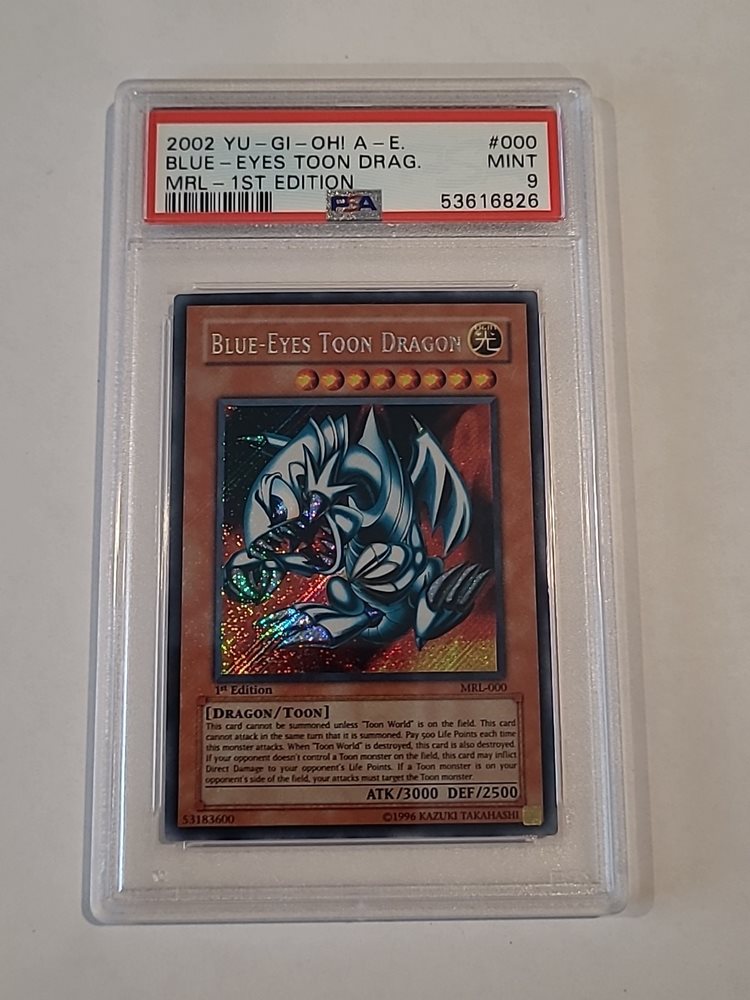 2002 YU-GI-OH! A-E. #000
BLUE-EYES TOON DRAG. MINT
MRL-1ST EDITION 9
PSA 53616826
BLUE-EYES TOON DRAGON
LIGHT
光
1st Edition MRL-000
[DRAGON/TOON]
This card cannot be summoned unless "Toon World" is on the field. This card
cannot attack in the same turn that it is summoned. Pay 500 Life Points each time
this monster attacks. When "Toon World" is destroyed, this card is also destroyed.
If your opponent doesn't control a Toon monster on the field, this card may inflict
Direct Damage to your opponent's Life Points. If a Toon monster is on your
opponent's side of the field, your attacks must target the Toon monster.
ATK/3000 DEF/2500
53183600 ©1996 KAZUKI TAKAHASHI